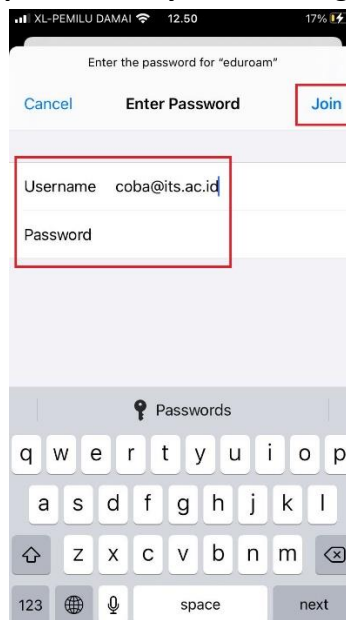 XL-PEMILU DAMAI 12.50 17%
Enter the password for “eduroam”
Cancel Enter Password Join
Username coba@its.ac.id
Password
Passwords
q w e r t y u i o p
a s d f g h j k l
z x c v b n m
123 space next